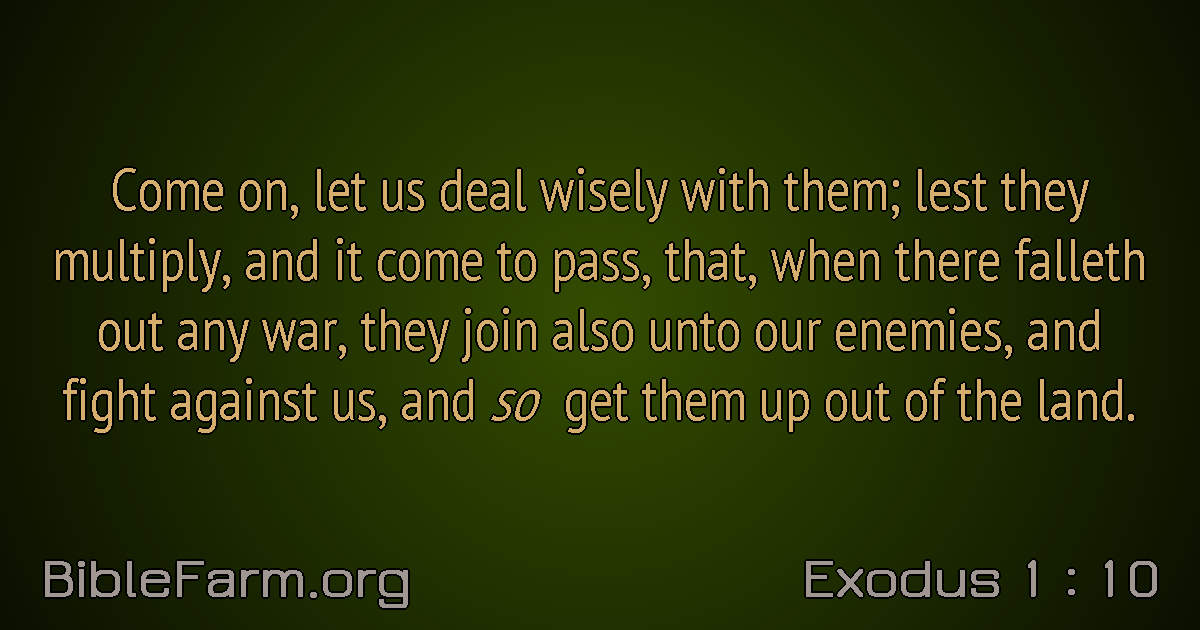 Come on, let us deal wisely with them; lest they
multiply, and it come to pass, that, when there falleth
out any war, they join also unto our enemies, and
fight against us, and so get them up out of the land.
BibleFarm.org
Exodus 1 : 10